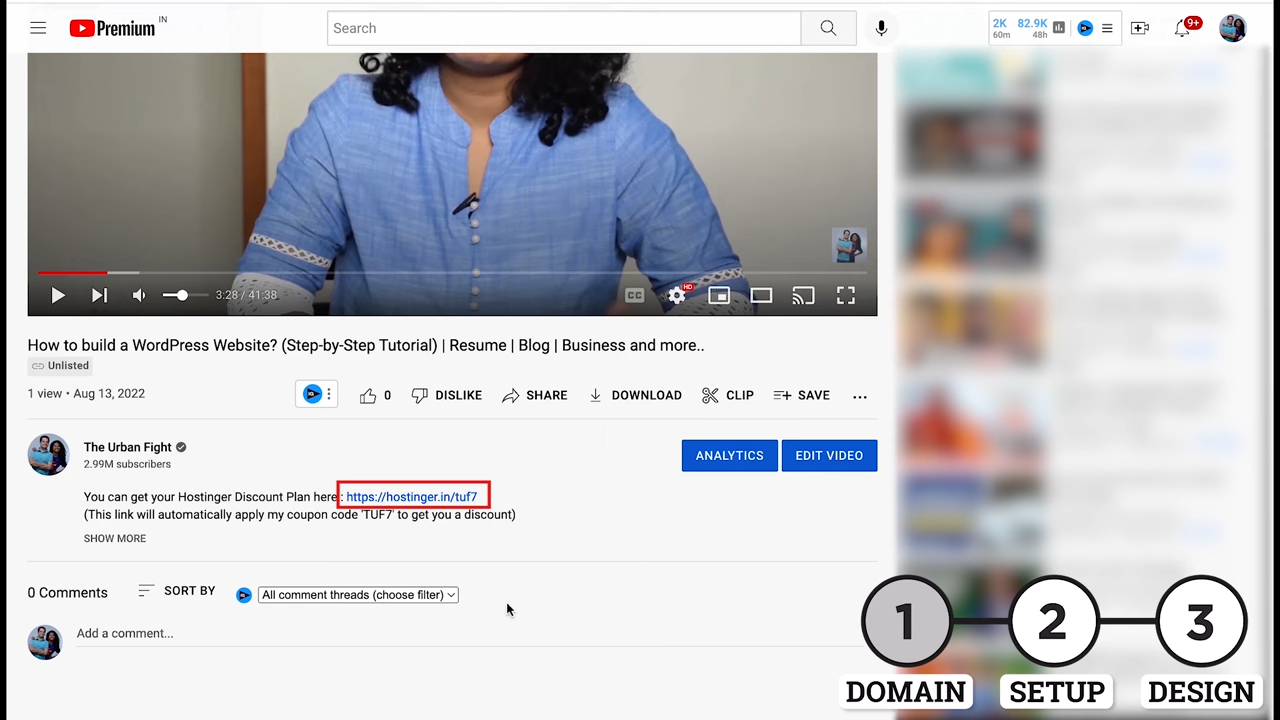 Premium IN
Search
2K 82.9K
60m 48h
9+
3:28 / 41:38
CC
HD
How to build a WordPress Website? (Step-by-Step Tutorial) | Resume | Blog | Business and more..
Unlisted
1 view • Aug 13, 2022
0 DISLIKE SHARE DOWNLOAD CLIP SAVE
The Urban Fight
2.99M subscribers
ANALYTICS EDIT VIDEO
You can get your Hostinger Discount Plan here : https://hostinger.in/tuf7
(This link will automatically apply my coupon code 'TUF7' to get you a discount)
SHOW MORE
0 Comments SORT BY All comment threads (choose filter)
Add a comment...
1 2 3
DOMAIN SETUP DESIGN